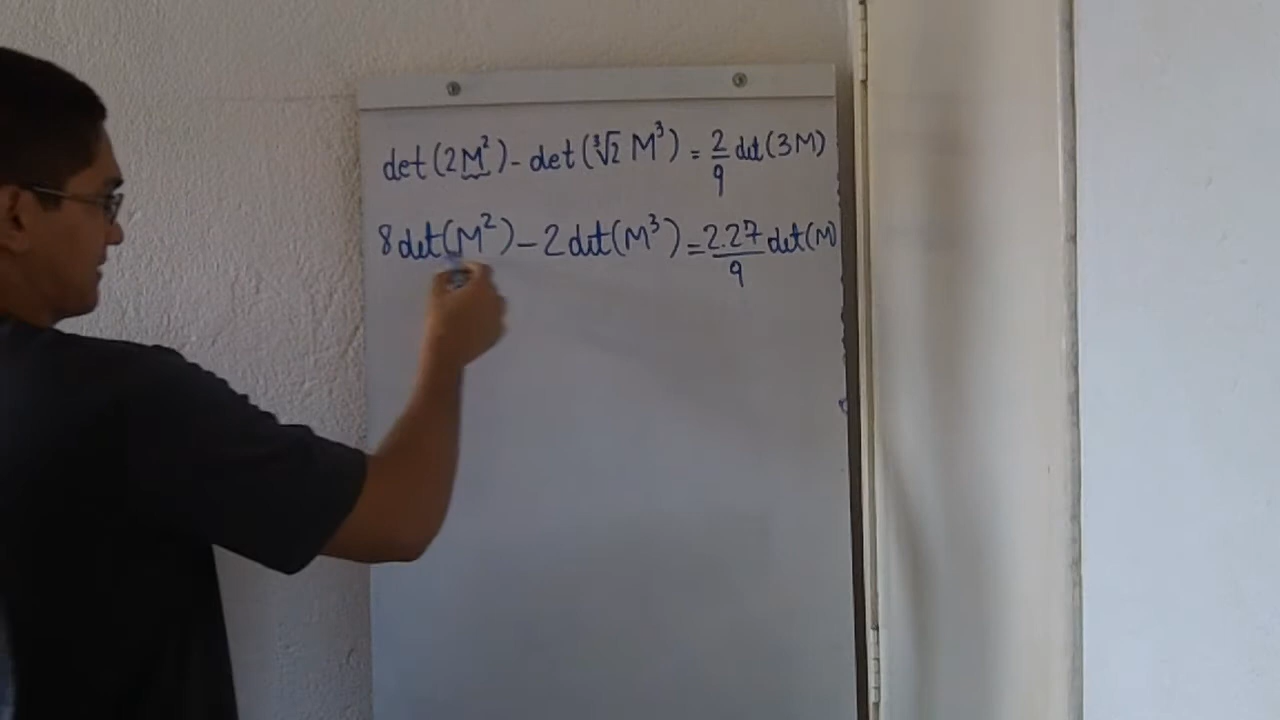 det(2M²) - det(∛2 M³) = 2/9 det(3M)
8 det(M²) - 2 det(M³) = 2.27/9 det(M)